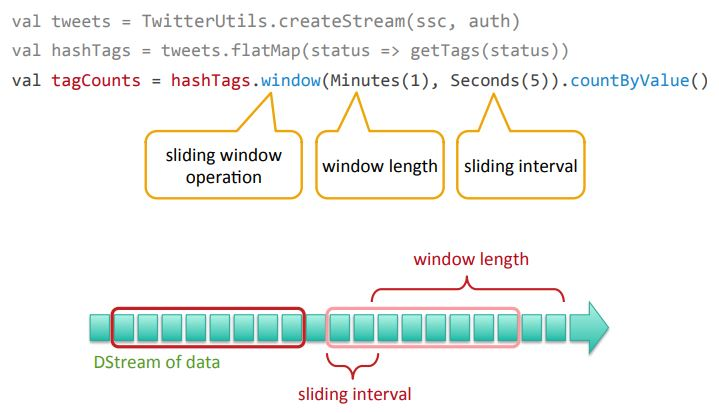 val tweets = TwitterUtils.createStream(ssc, auth)
val hashTags = tweets.flatMap(status => getTags(status))
val tagCounts = hashTags.window(Minutes(1), Seconds(5)).countByValue()
sliding window
operation
window length
sliding interval
window length
DStream of data
sliding interval